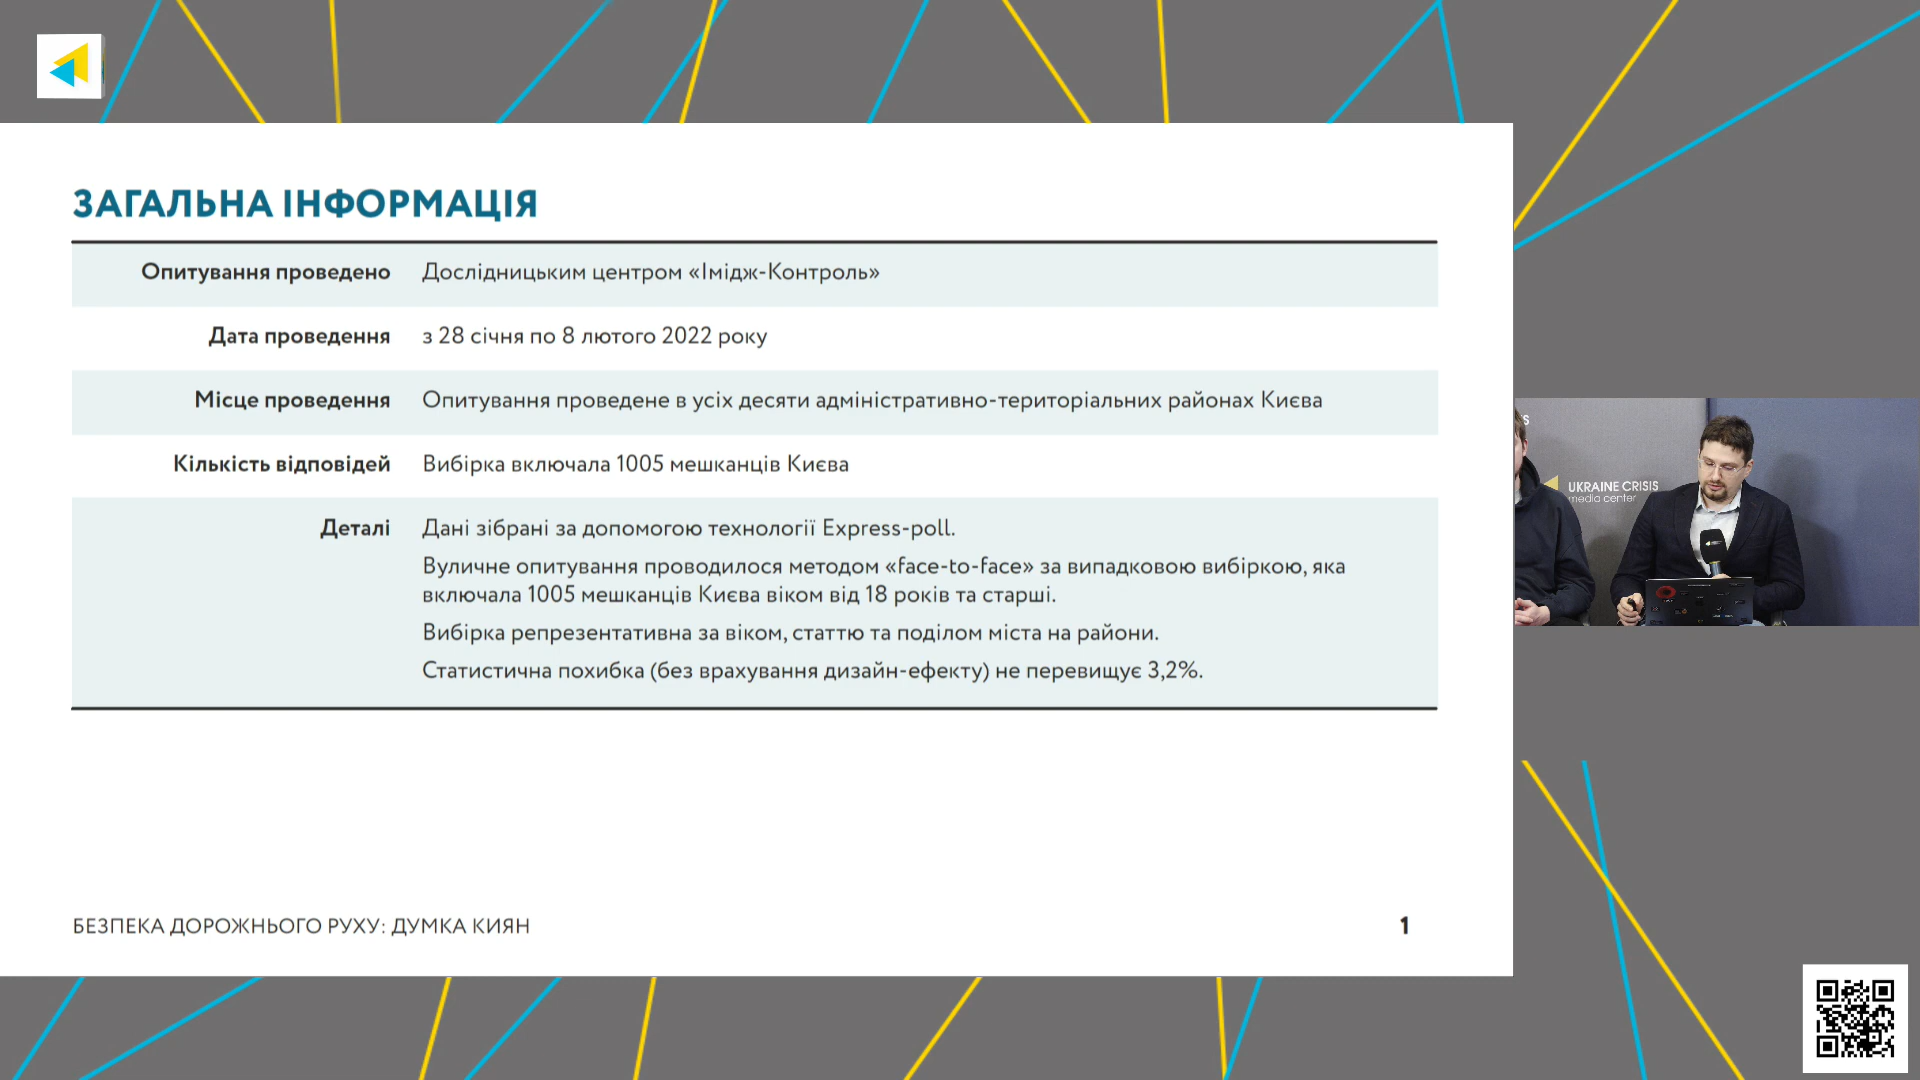 ЗАГАЛЬНА ІНФОРМАЦІЯ
Опитування проведено Дослідницьким центром «Імідж-Контроль»
Дата проведення з 28 січня по 8 лютого 2022 року
Місце проведення Опитування проведене в усіх десяти адміністративно-територіальних районах Києва
Кількість відповідей Вибірка включала 1005 мешканців Києва
Деталі Дані зібрані за допомогою технології Express-poll.
Вуличне опитування проводилося методом «face-to-face» за випадковою вибіркою, яка
включала 1005 мешканців Києва віком від 18 років та старші.
Вибірка репрезентативна за віком, статтю та поділом міста на райони.
Статистична похибка (без врахування дизайн-ефекту) не перевищує 3,2%.
БЕЗПЕКА ДОРОЖНЬОГО РУХУ: ДУМКА КИЯН 1
UKRAINE CRISIS
media center